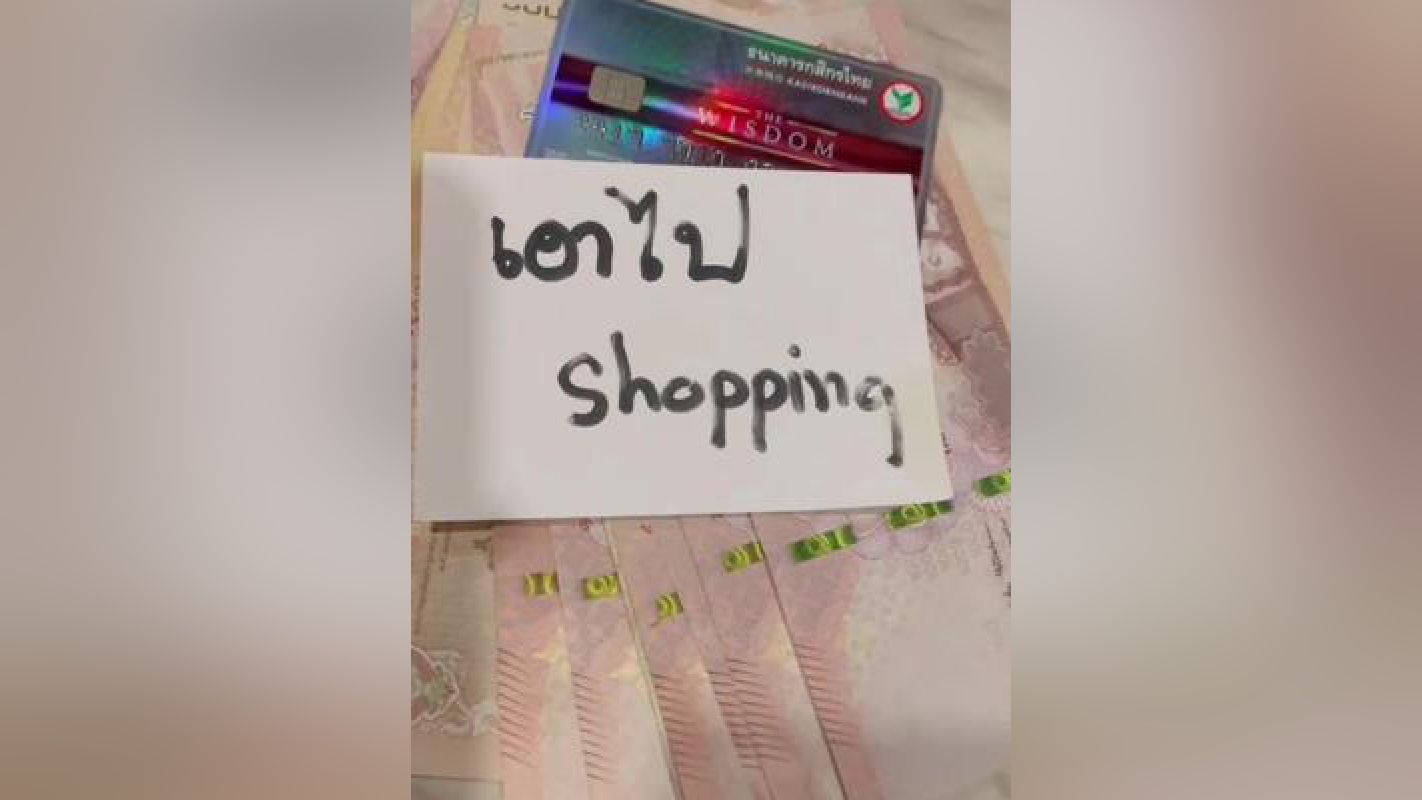 ธนาคารกสิกรไทย
KASIKORNBANK
THE
WISDOM
เอาไป
Shopping